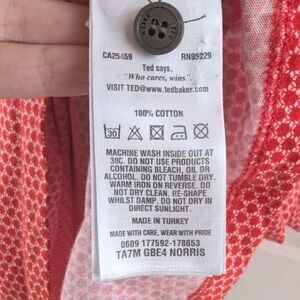 CA25459 RN95229
Ted says,
"Who cares, wins"
VISIT TED@www.tedbaker.com
100% COTTON
30
MACHINE WASH INSIDE OUT AT
30C. DO NOT USE PRODUCTS
CONTAINING BLEACH, OIL OR
ALCOHOL. DO NOT TUMBLE DRY.
WARM IRON ON REVERSE. DO
NOT DRY CLEAN. RE-SHAPE
WHILST DAMP. DO NOT DRY IN
DIRECT SUNLIGHT.
MADE IN TURKEY
MADE WITH CARE, WEAR WITH PRIDE
0609 177592-178653
TA7M GBE4 NORRIS